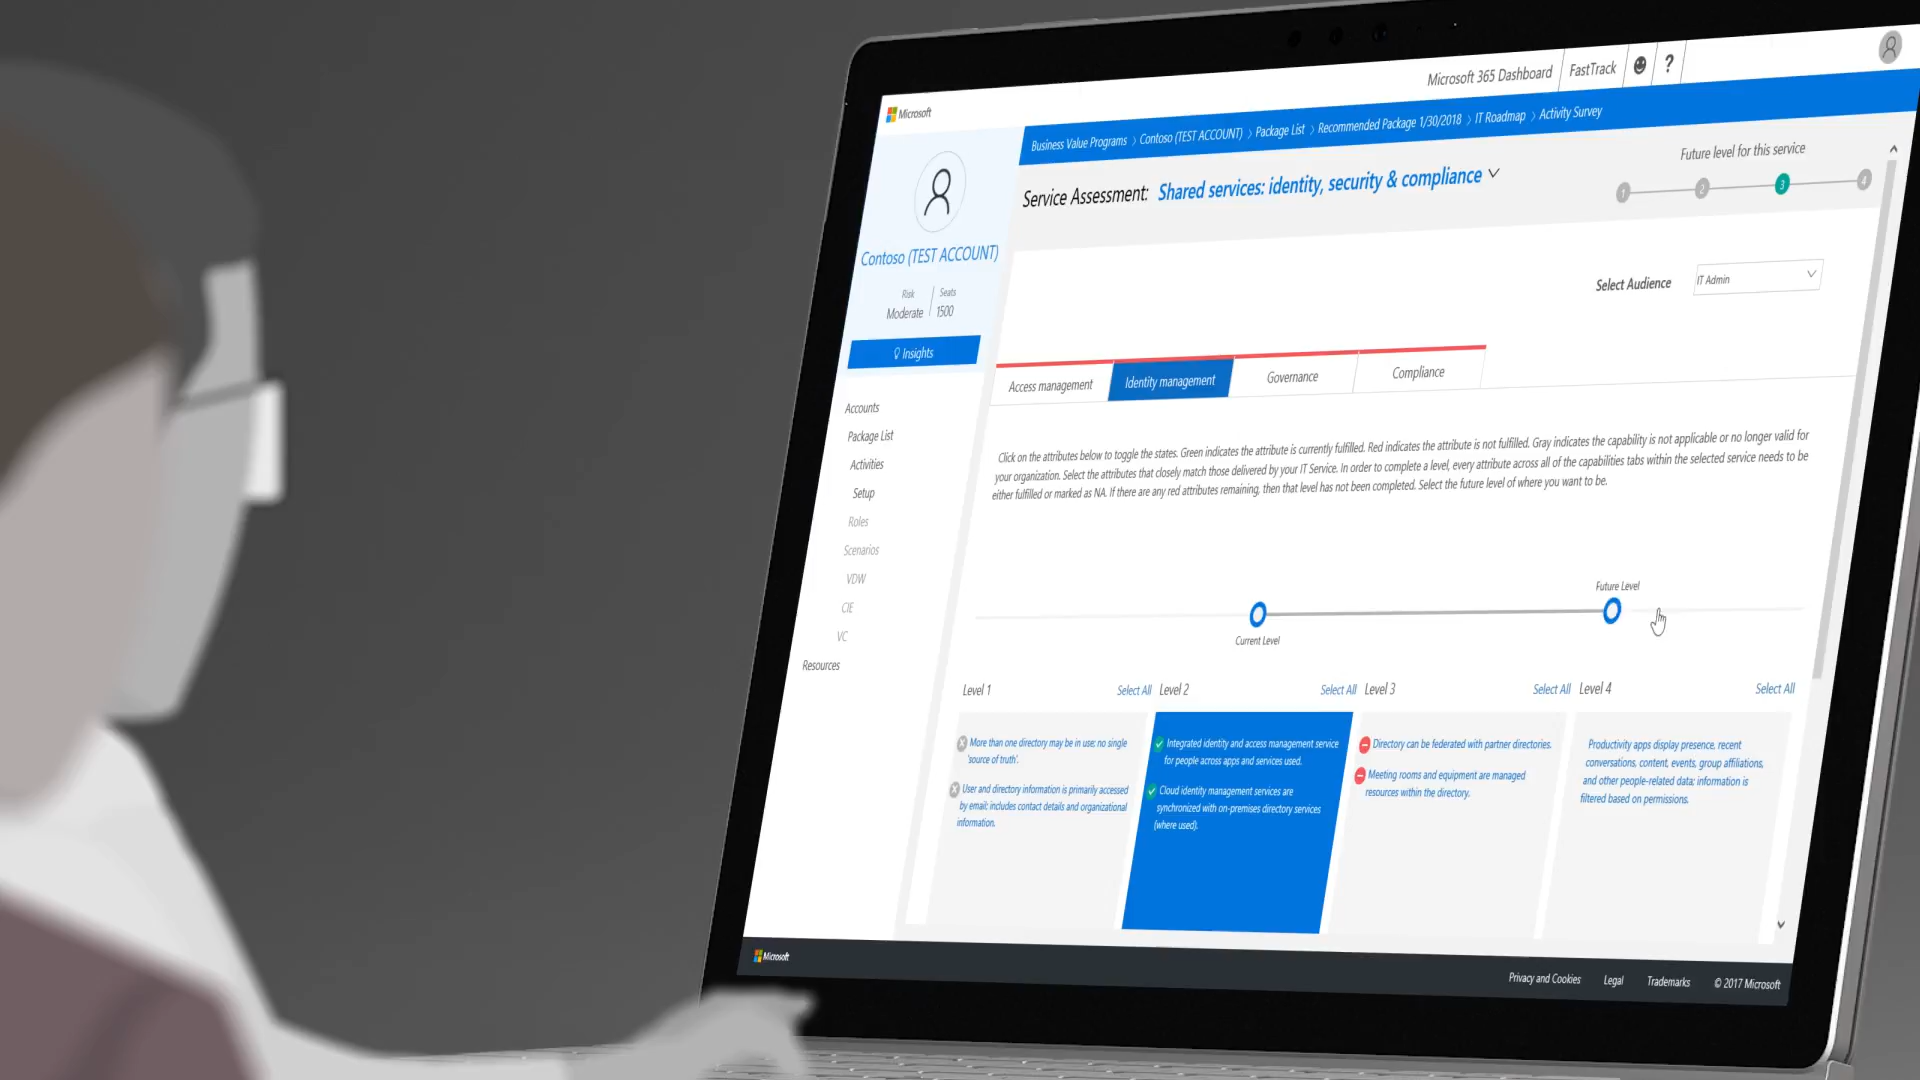 Microsoft 365 Dashboard
FastTrack
?
Microsoft
Business Value Programs > Contoso (TEST ACCOUNT) > Package List > Recommended Package 1/30/2018 > IT Roadmap > Activity Survey
Service Assessment: Shared services: identity, security & compliance
Future level for this service
1 2 3 4
Contoso (TEST ACCOUNT)
Risk Seats
Moderate 1500
Insights
Select Audience IT Admin
Access management Identity management Governance Compliance
Accounts
Package List
Activities
Setup
Roles
Scenarios
VDW
CIE
VC
Resources
Click on the attributes below to toggle the states. Green indicates the attribute is currently fulfilled. Red indicates the attribute is not fulfilled. Gray indicates the capability is not applicable or no longer valid for
your organization. Select the attributes that closely match those delivered by your IT Service. In order to complete a level, every attribute across all of the capabilities tabs within the selected service needs to be
either fulfilled or marked as NA. If there are any red attributes remaining, then that level has not been completed. Select the future level of where you want to be.
Future Level
Current Level
Level 1 Select All
More than one directory may be in use; no single
'source of truth'.
User and directory information is primarily accessed
by email: includes contact details and organizational
information.
Level 2 Select All
Integrated identity and access management service
for people across apps and services used.
Cloud identity management services are
synchronized with on-premises directory services
(where used).
Level 3 Select All
Directory can be federated with partner directories.
Meeting rooms and equipment are managed
resources within the directory.
Level 4 Select All
Productivity apps display presence, recent
conversations, content, events, group affiliations,
and other people-related data; information is
filtered based on permissions.
Microsoft
Privacy and Cookies Legal Trademarks © 2017 Microsoft